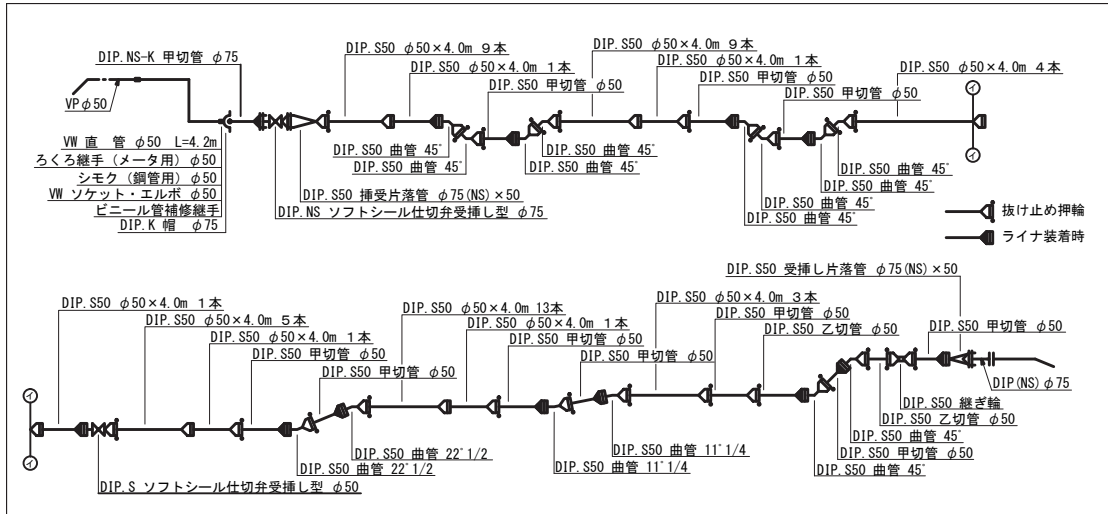 DIP.NS-K 甲切管 φ75
VPφ50
VW 直 管 φ50 L=4.2m
ろくろ継手（メータ用）φ50
シモク（鋼管用）φ50
VW ソケット・エルボ φ50
ビニール管補修継手
DIP.K 帽 φ75
DIP.S50 φ50×4.0m 9本
DIP.S50 φ50×4.0m 1本
DIP.S50 甲切管 φ50
DIP.S50 曲管 45°
DIP.S50 曲管 45°
DIP.S50 挿受片落管 φ75(NS)×50
DIP.NS ソフトシール仕切弁受挿し型 φ75
DIP.S50 φ50×4.0m 9本
DIP.S50 φ50×4.0m 1本
DIP.S50 甲切管 φ50
DIP.S50 甲切管 φ50
DIP.S50 φ50×4.0m 4本
DIP.S50 曲管 45°
DIP.S50 曲管 45°
DIP.S50 曲管 45°
DIP.S50 曲管 45°
DIP.S50 曲管 45°
DIP.S50 曲管 45°
イ
イ
抜け止め押輪
ライナ装着時
DIP.S50 φ50×4.0m 1本
DIP.S50 φ50×4.0m 5本
DIP.S50 φ50×4.0m 1本
DIP.S50 甲切管 φ50
DIP.S50 甲切管 φ50
DIP.S50 φ50×4.0m 13本
DIP.S50 φ50×4.0m 1本
DIP.S50 甲切管 φ50
DIP.S50 甲切管 φ50
DIP.S50 φ50×4.0m 3本
DIP.S50 甲切管 φ50
DIP.S50 乙切管 φ50
DIP.S50 受挿し片落管 φ75(NS)×50
DIP.S50 甲切管 φ50
DIP(NS)φ75
DIP.S50 継ぎ輪
DIP.S50 乙切管 φ50
DIP.S50 曲管 45°
DIP.S50 甲切管 φ50
DIP.S50 曲管 45°
DIP.S50 曲管 11°1/4
DIP.S50 曲管 11°1/4
DIP.S50 曲管 22°1/2
DIP.S50 曲管 22°1/2
DIP.S ソフトシール仕切弁受挿し型 φ50
イ
イ